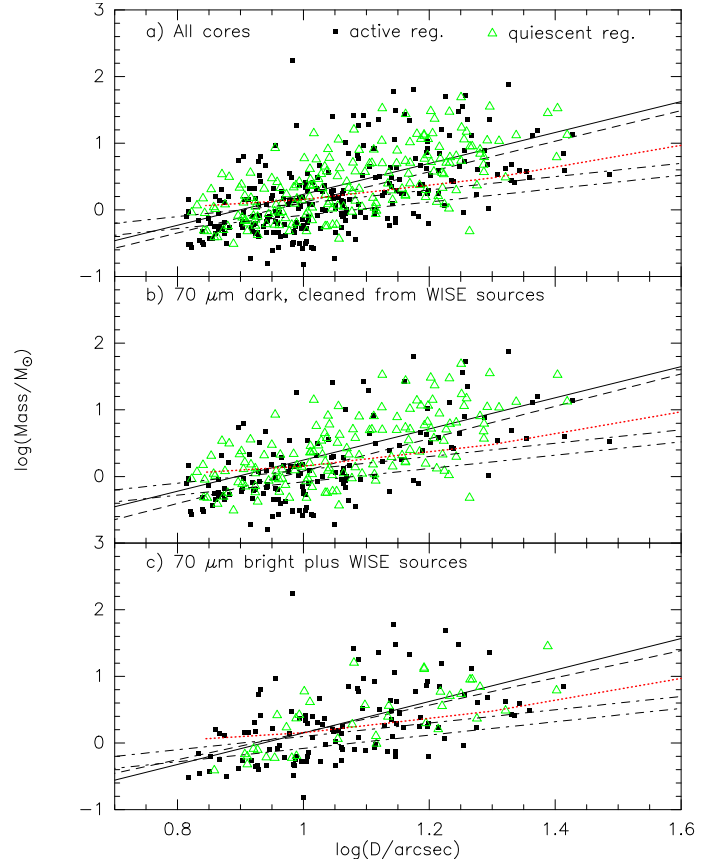 3
a) All cores
active reg.
quiescent reg.
2
1
0
−1
b) 70 μm dark, cleaned from WISE sources
2
1
0
log(Mass/M⊙)
3
c) 70 μm bright plus WISE sources
2
1
0
−1
0.8 1 1.2 1.4 1.6
log(D/arcsec)